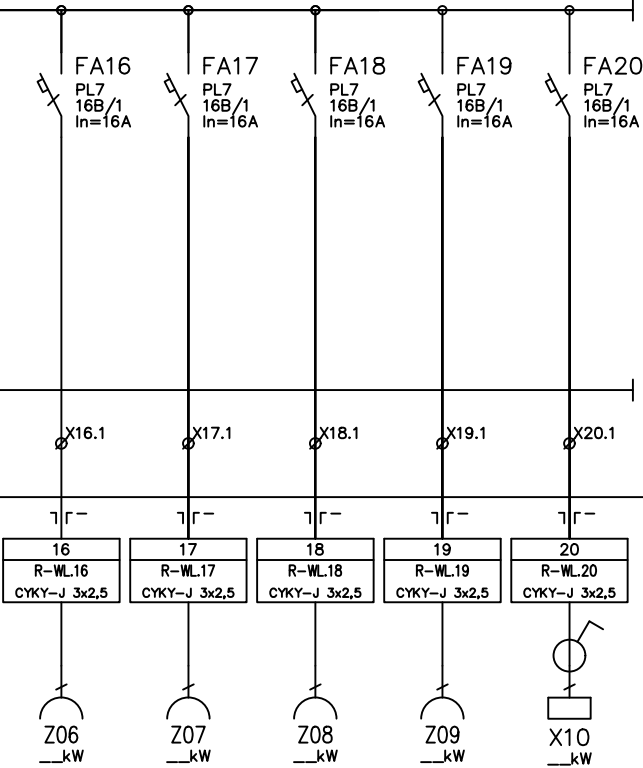 FA16
PL7
16B/1
In=16A
FA17
PL7
16B/1
In=16A
FA18
PL7
16B/1
In=16A
FA19
PL7
16B/1
In=16A
FA20
PL7
16B/1
In=16A
X16.1
X17.1
X18.1
X19.1
X20.1
16
R-WL.16
CYKY-J 3x2,5
17
R-WL.17
CYKY-J 3x2,5
18
R-WL.18
CYKY-J 3x2,5
19
R-WL.19
CYKY-J 3x2,5
20
R-WL.20
CYKY-J 3x2,5
Z06
__kW
Z07
__kW
Z08
__kW
Z09
__kW
X10
__kW